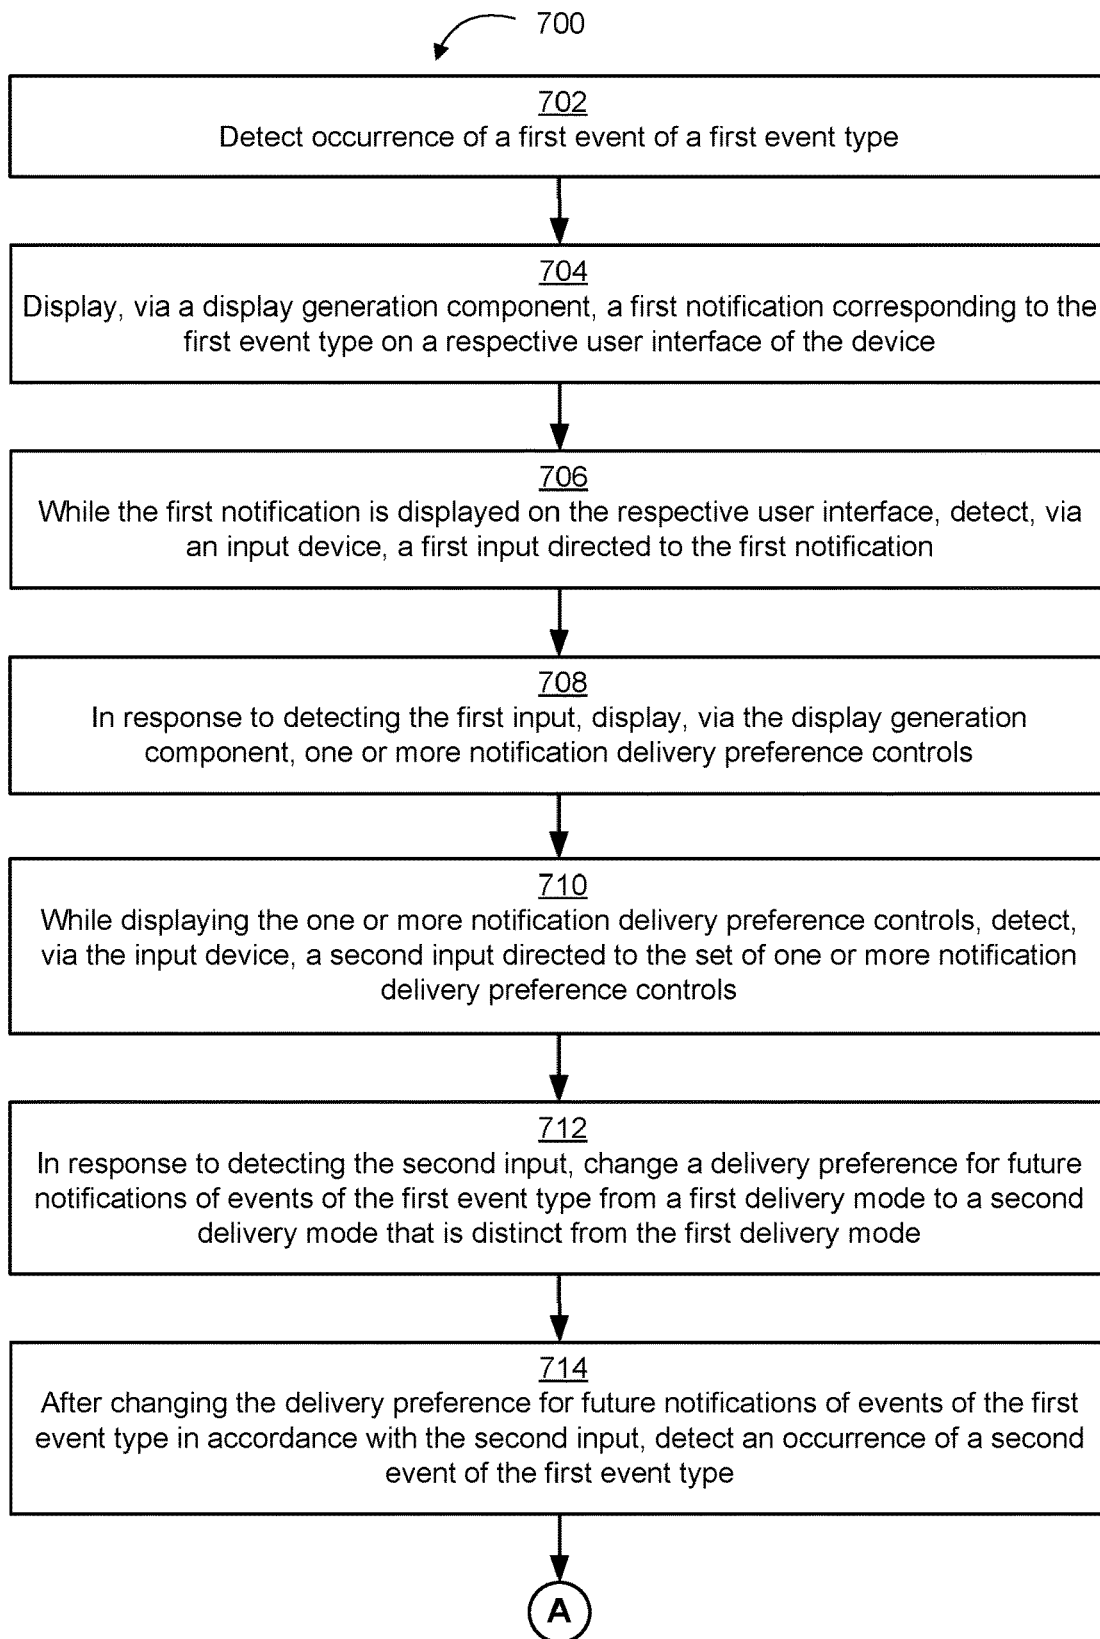 700
702
Detect occurrence of a first event of a first event type
704
Display, via a display generation component, a first notification corresponding to the
first event type on a respective user interface of the device
706
While the first notification is displayed on the respective user interface, detect, via
an input device, a first input directed to the first notification
708
In response to detecting the first input, display, via the display generation
component, one or more notification delivery preference controls
710
While displaying the one or more notification delivery preference controls, detect,
via the input device, a second input directed to the set of one or more notification
delivery preference controls
712
In response to detecting the second input, change a delivery preference for future
notifications of events of the first event type from a first delivery mode to a second
delivery mode that is distinct from the first delivery mode
714
After changing the delivery preference for future notifications of events of the first
event type in accordance with the second input, detect an occurrence of a second
event of the first event type
A